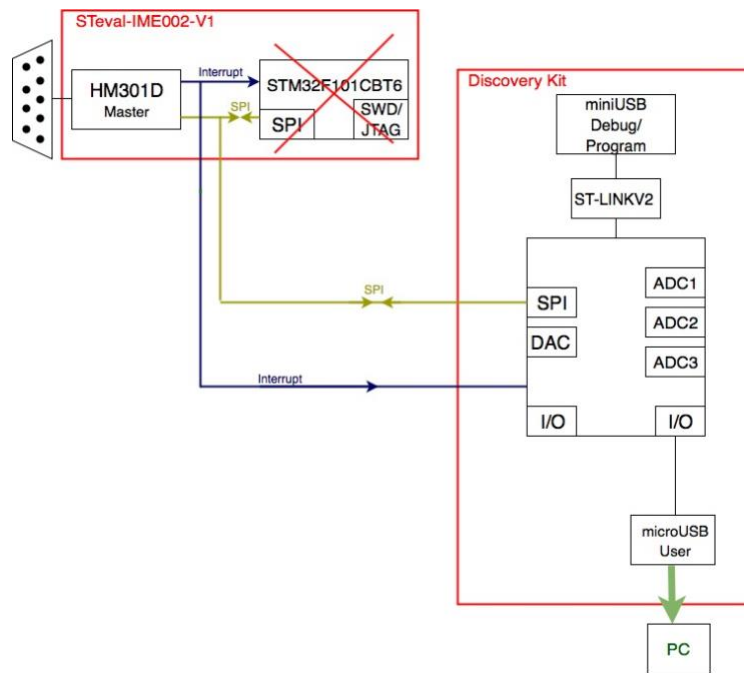 STeval-IME002-V1
HM301D
Master
Interrupt
SPI
STM32F101CBT6
SPI
SWD/
JTAG
Discovery Kit
miniUSB
Debug/
Program
ST-LINKV2
SPI
SPI
DAC
ADC1
ADC2
ADC3
Interrupt
I/O
I/O
microUSB
User
PC